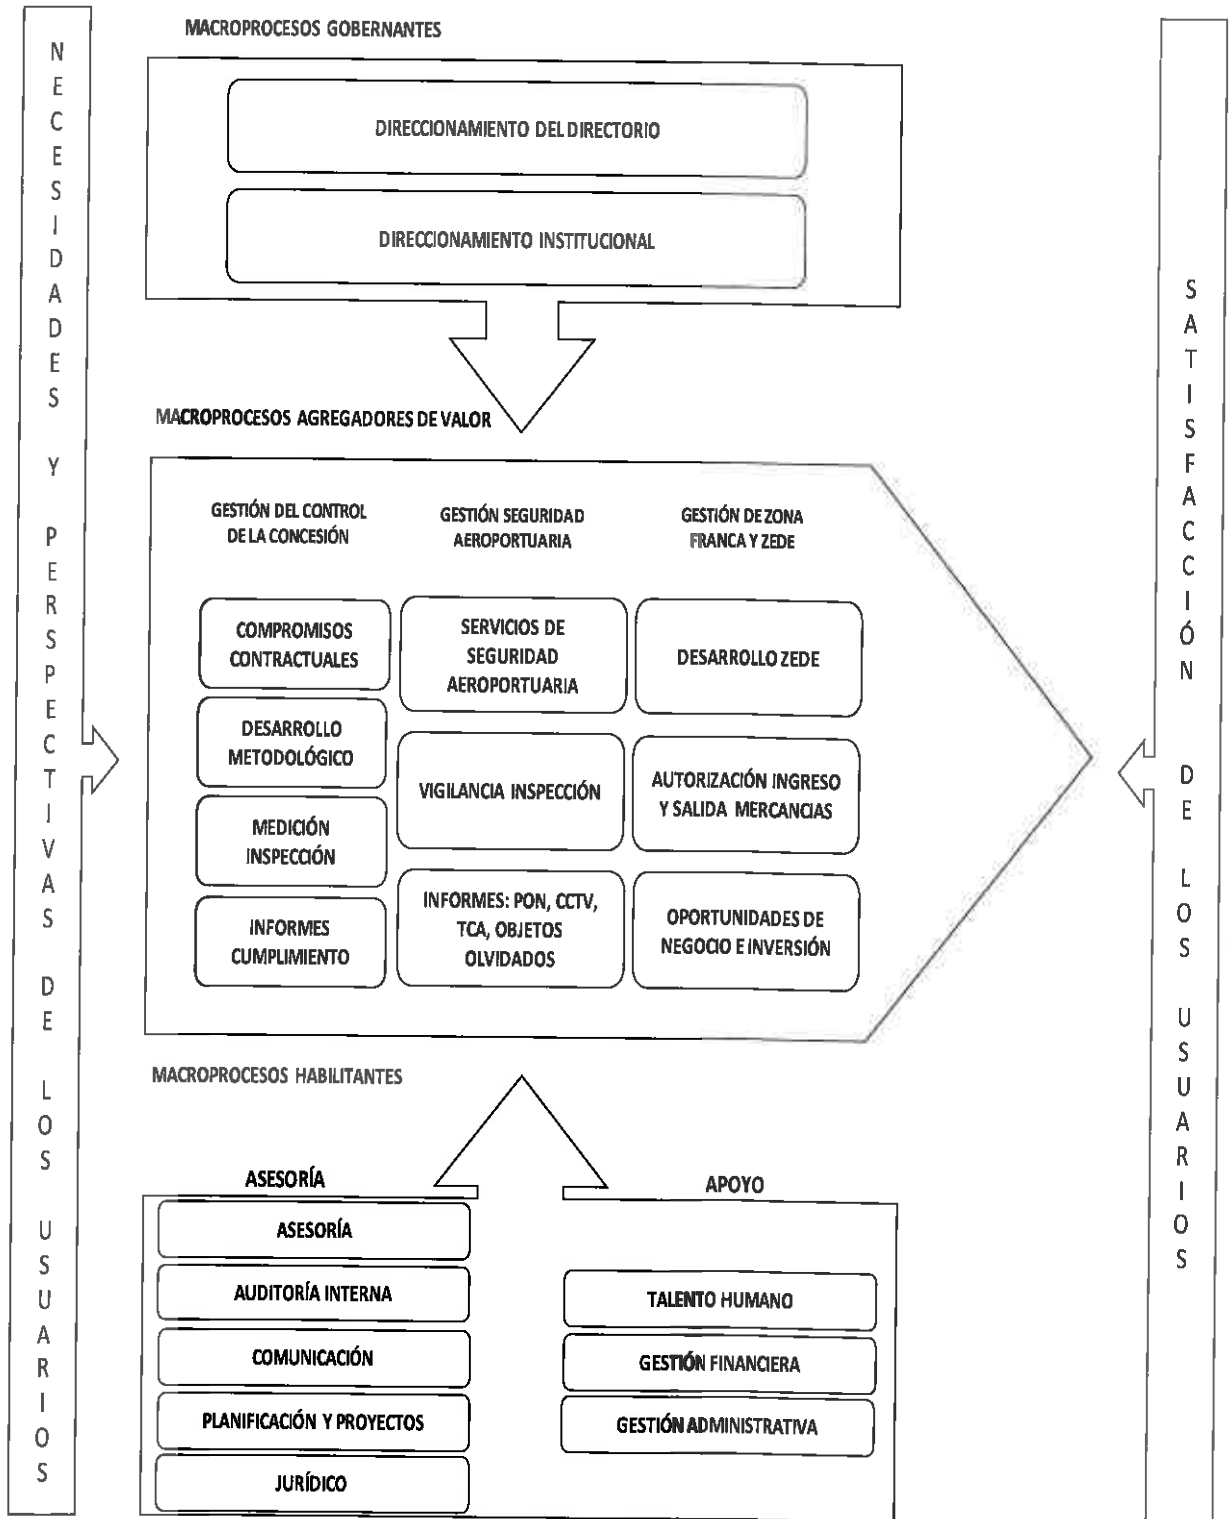 NECESIDADES Y PERSPECTIVAS DE LOS USUARIOS
MACROPROCESOS GOBERNANTES
DIRECCIONAMIENTO DEL DIRECTORIO
DIRECCIONAMIENTO INSTITUCIONAL
MACROPROCESOS AGREGADORES DE VALOR
GESTIÓN DEL CONTROL
DE LA CONCESIÓN
COMPROMISOS
CONTRACTUALES
DESARROLLO
METODOLÓGICO
MEDICIÓN
INSPECCIÓN
INFORMES
CUMPLIMIENTO
GESTIÓN SEGURIDAD
AEROPORTUARIA
SERVICIOS DE
SEGURIDAD
AEROPORTUARIA
VIGILANCIA INSPECCIÓN
INFORMES: PON, CCTV,
TCA, OBJETOS
OLVIDADOS
GESTIÓN DE ZONA
FRANCA Y ZEDE
DESARROLLO ZEDE
AUTORIZACIÓN INGRESO
Y SALIDA MERCANCIAS
OPORTUNIDADES DE
NEGOCIO E INVERSIÓN
MACROPROCESOS HABILITANTES
ASESORÍA
ASESORÍA
AUDITORÍA INTERNA
COMUNICACIÓN
PLANIFICACIÓN Y PROYECTOS
JURÍDICO
APOYO
TALENTO HUMANO
GESTIÓN FINANCIERA
GESTIÓN ADMINISTRATIVA
SATISFACCIÓN DE LOS USUARIOS